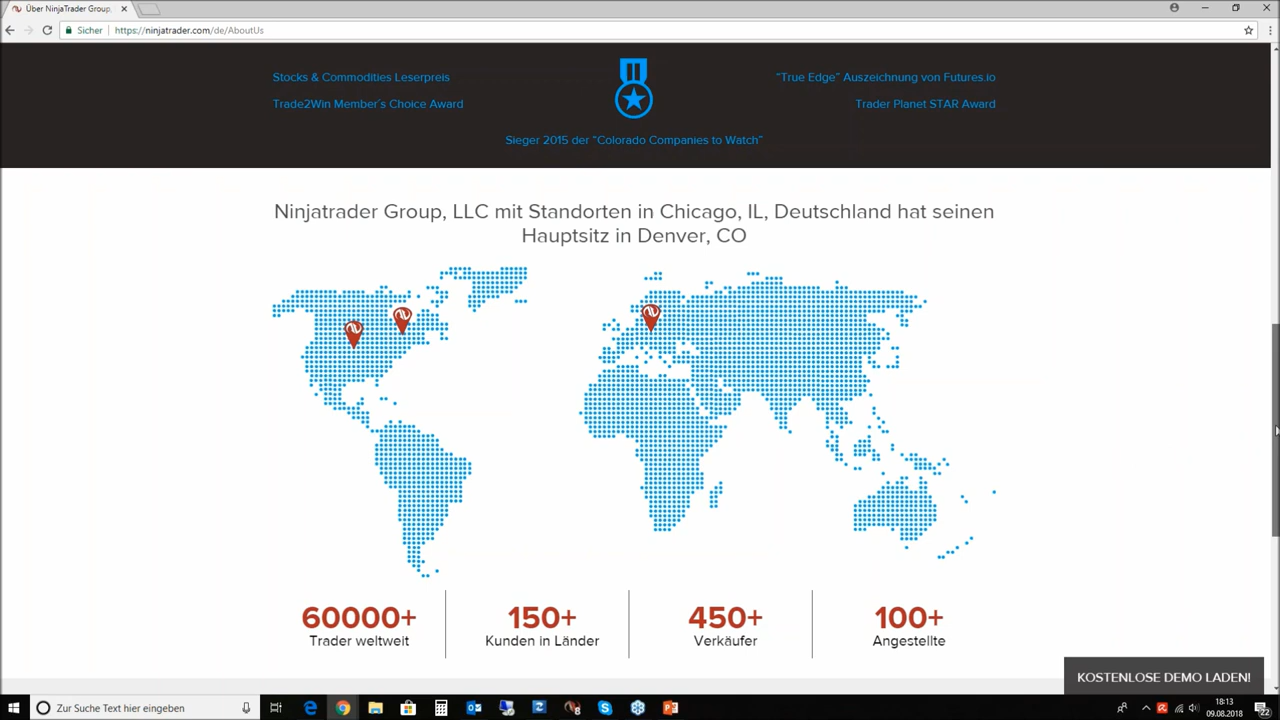 Über NinjaTrader Group,
Sicher
https://ninjatrader.com/de/AboutUs
Stocks & Commodities Leserpreis
"True Edge" Auszeichnung von Futures.io
Trade2Win Member´s Choice Award
Trader Planet STAR Award
Sieger 2015 der "Colorado Companies to Watch"
Ninjatrader Group, LLC mit Standorten in Chicago, IL, Deutschland hat seinen
Hauptsitz in Denver, CO
60000+
Trader weltweit
150+
Kunden in Länder
450+
Verkäufer
100+
Angestellte
KOSTENLOSE DEMO LADEN!
Zur Suche Text hier eingeben
18:13
09.08.2018
22